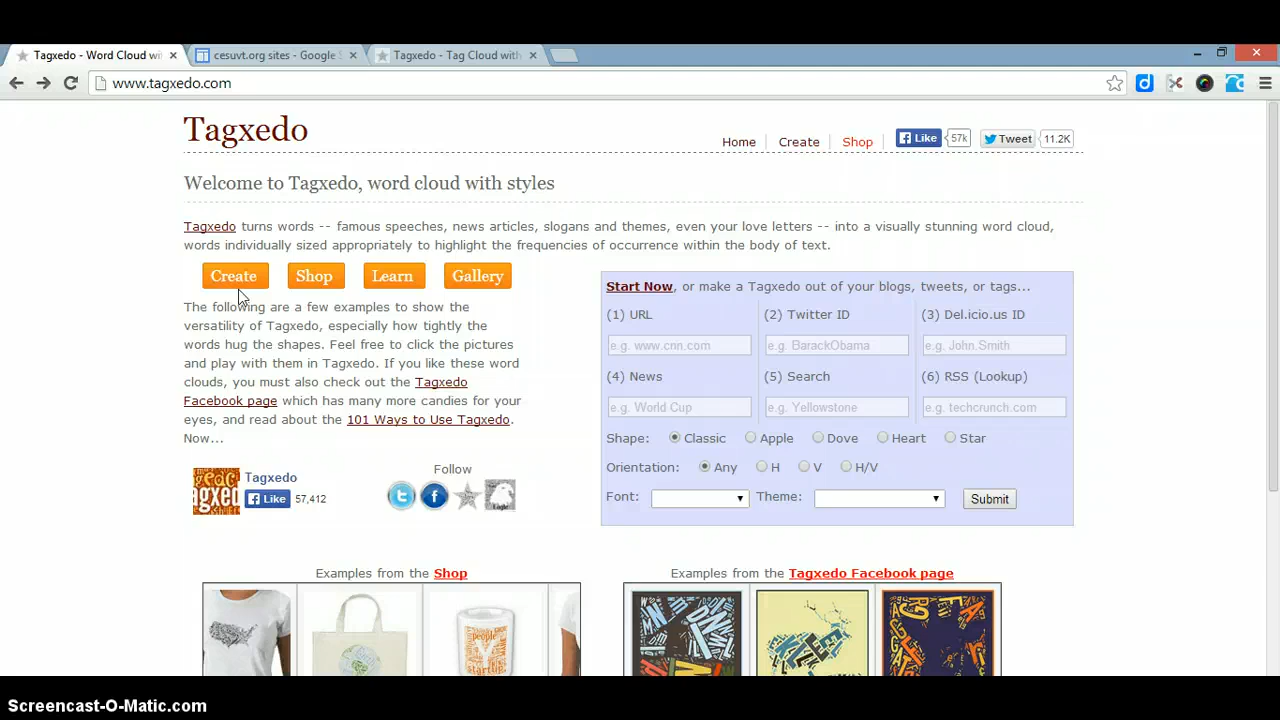 Tagxedo - Word Cloud wi
cesuvt.org sites - Google S
Tagxedo - Tag Cloud with
www.tagxedo.com
Tagxedo
Home
Create
Shop
Like
57k
Tweet
11.2K
Welcome to Tagxedo, word cloud with styles
Tagxedo turns words -- famous speeches, news articles, slogans and themes, even your love letters -- into a visually stunning word cloud,
words individually sized appropriately to highlight the frequencies of occurrence within the body of text.
Create
Shop
Learn
Gallery
The following are a few examples to show the
versatility of Tagxedo, especially how tightly the
words hug the shapes. Feel free to click the pictures
and play with them in Tagxedo. If you like these word
clouds, you must also check out the Tagxedo
Facebook page which has many more candies for your
eyes, and read about the 101 Ways to Use Tagxedo.
Now...
Tagxedo
Like
57,412
Follow
Start Now, or make a Tagxedo out of your blogs, tweets, or tags...
(1) URL
(2) Twitter ID
(3) Del.icio.us ID
e.g. www.cnn.com
e.g. BarackObama
e.g. John.Smith
(4) News
(5) Search
(6) RSS (Lookup)
e.g. World Cup
e.g. Yellowstone
e.g. techcrunch.com
Shape: Classic Apple Dove Heart Star
Orientation: Any H V H/V
Font:
Theme:
Submit
Examples from the Shop
Examples from the Tagxedo Facebook page
people
Y
startup
Screencast-O-Matic.com